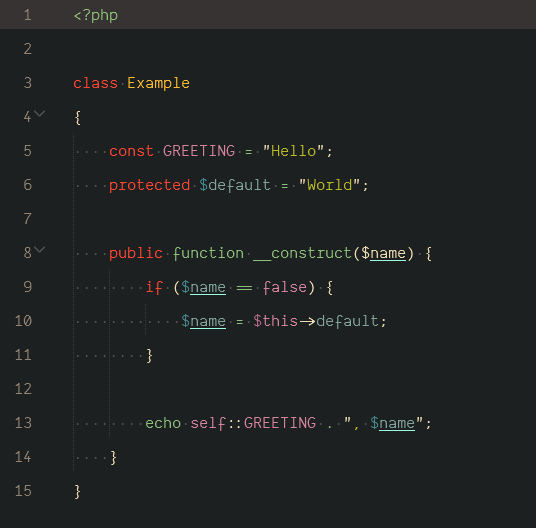 1 <?php
2
3 class Example
4 {
5     const GREETING = "Hello";
6     protected $default = "World";
7
8     public function __construct($name) {
9         if ($name == false) {
10             $name = $this->default;
11         }
12
13         echo self::GREETING . ", $name";
14     }
15 }